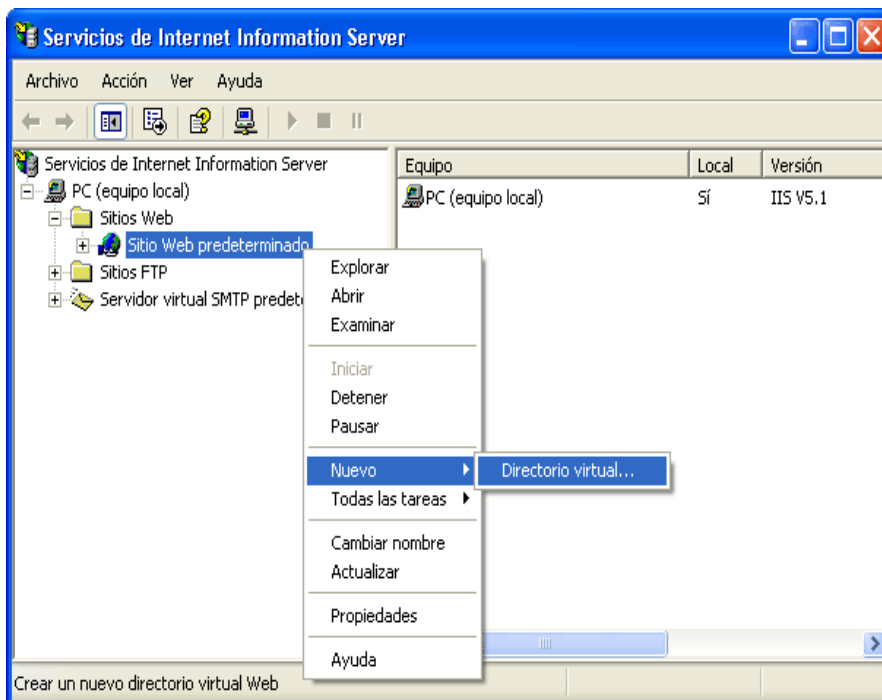 Servicios de Internet Information Server
Archivo Acción Ver Ayuda
Servicios de Internet Information Server
PC (equipo local)
Sitios Web
Sitio Web predeterminado
Sitios FTP
Servidor virtual SMTP predet
Equipo Local Versión
PC (equipo local) Sí IIS V5.1
Explorar
Abrir
Examinar
Iniciar
Detener
Pausar
Nuevo
Directorio virtual...
Todas las tareas
Cambiar nombre
Actualizar
Propiedades
Ayuda
Crear un nuevo directorio virtual Web